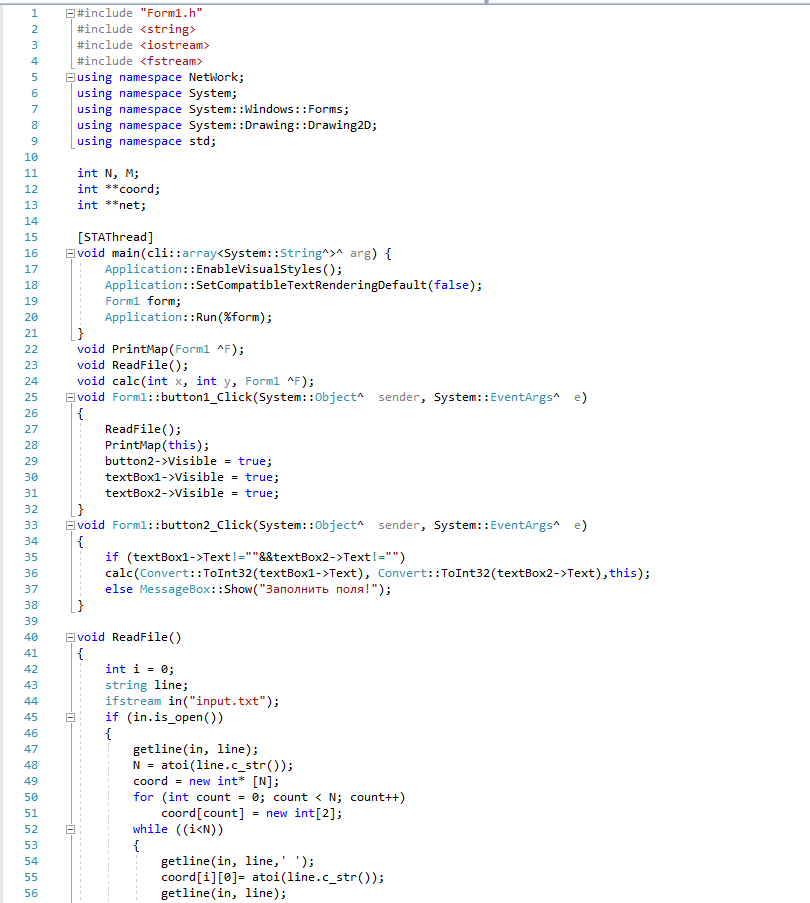 1 #include "Form1.h"
2 #include <string>
3 #include <iostream>
4 #include <fstream>
5 using namespace NetWork;
6 using namespace System;
7 using namespace System::Windows::Forms;
8 using namespace System::Drawing::Drawing2D;
9 using namespace std;
10
11 int N, M;
12 int **coord;
13 int **net;
14
15 [STAThread]
16 void main(cli::array<System::String^>^ arg) {
17     Application::EnableVisualStyles();
18     Application::SetCompatibleTextRenderingDefault(false);
19     Form1 form;
20     Application::Run(%form);
21 }
22 void PrintMap(Form1 ^F);
23 void ReadFile();
24 void calc(int x, int y, Form1 ^F);
25 void Form1::button1_Click(System::Object^  sender, System::EventArgs^  e)
26 {
27     ReadFile();
28     PrintMap(this);
29     button2->Visible = true;
30     textBox1->Visible = true;
31     textBox2->Visible = true;
32 }
33 void Form1::button2_Click(System::Object^  sender, System::EventArgs^  e)
34 {
35     if (textBox1->Text!=""&&textBox2->Text!="")
36     calc(Convert::ToInt32(textBox1->Text), Convert::ToInt32(textBox2->Text),this);
37     else MessageBox::Show("Заполнить поля!");
38 }
39
40 void ReadFile()
41 {
42     int i = 0;
43     string line;
44     ifstream in("input.txt");
45     if (in.is_open())
46     {
47         getline(in, line);
48         N = atoi(line.c_str());
49         coord = new int* [N];
50         for (int count = 0; count < N; count++)
51             coord[count] = new int[2];
52         while ((i<N))
53         {
54             getline(in, line,' ');
55             coord[i][0]= atoi(line.c_str());
56             getline(in, line);